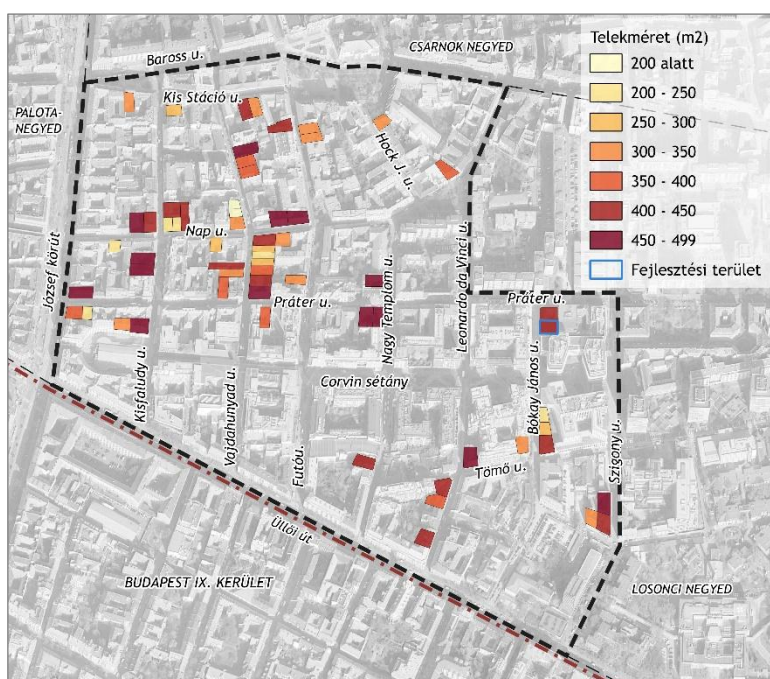 Baross u.
CSARNOK NEGYED
Telekméret (m2)
200 alatt
200 - 250
250 - 300
300 - 350
350 - 400
400 - 450
450 - 499
Fejlesztési terület
PALOTA-
NEGYED
Kis Stáció u.
Hock J. u.
Nap u.
József körút
Leonardo da Vinci u.
Nagy Templom u.
Práter u.
Práter u.
Kisfaludy u.
Vajdahunyad u.
Corvin sétány
Bókay János u.
Szigony u.
Futóu.
Tömő u.
Üllői út
BUDAPEST IX. KERÜLET
LOSONCI NEGYED